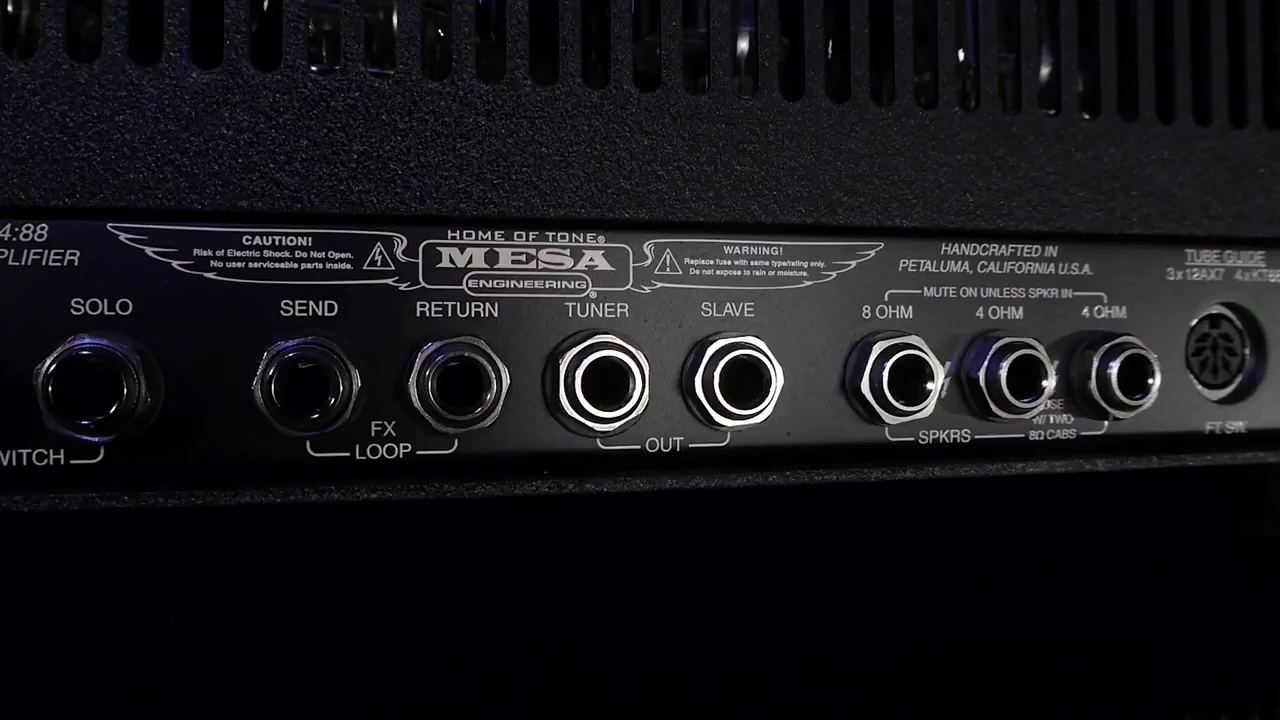 4:88
PLIFIER
CAUTION!
Risk of Electric Shock. Do Not Open.
No user serviceable parts inside.
HOME OF TONE®
MESA
ENGINEERING®
WARNING!
Replace fuse with same type/rating only.
Do not expose to rain or moisture.
HANDCRAFTED IN
PETALUMA, CALIFORNIA U.S.A.
TUBE GUIDE
3x12AX7 4xKT88
MUTE ON UNLESS SPKR IN
SOLO
SEND
RETURN
TUNER
SLAVE
8 OHM
4 OHM
4 OHM
WITCH
FX
LOOP
OUT
SPKRS
W/TWO
8Ω CABS
FT SW.